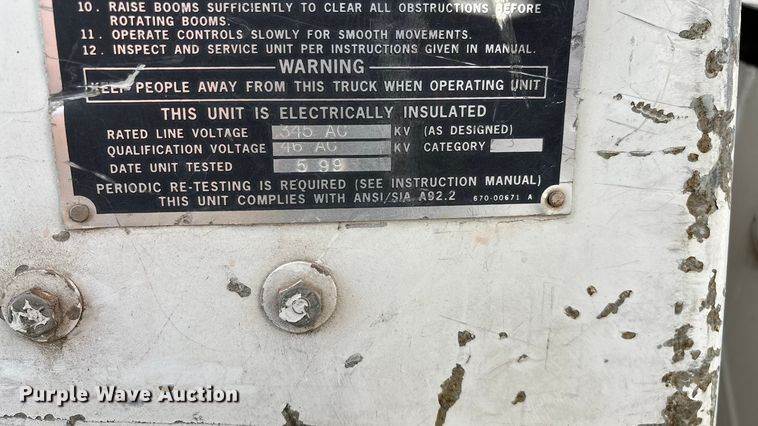 10. RAISE BOOMS SUFFICIENTLY TO CLEAR ALL OBSTRUCTIONS BEFORE
ROTATING BOOMS.
11. OPERATE CONTROLS SLOWLY FOR SMOOTH MOVEMENTS.
12. INSPECT AND SERVICE UNIT PER INSTRUCTIONS GIVEN IN MANUAL.
WARNING
KEEP PEOPLE AWAY FROM THIS TRUCK WHEN OPERATING UNIT
THIS UNIT IS ELECTRICALLY INSULATED
RATED LINE VOLTAGE 345 AC KV (AS DESIGNED)
QUALIFICATION VOLTAGE 46 AC KV CATEGORY
DATE UNIT TESTED 5 99
PERIODIC RE-TESTING IS REQUIRED (SEE INSTRUCTION MANUAL)
THIS UNIT COMPLIES WITH ANSI/SIA A92.2 670-00671 A
Purple Wave Auction